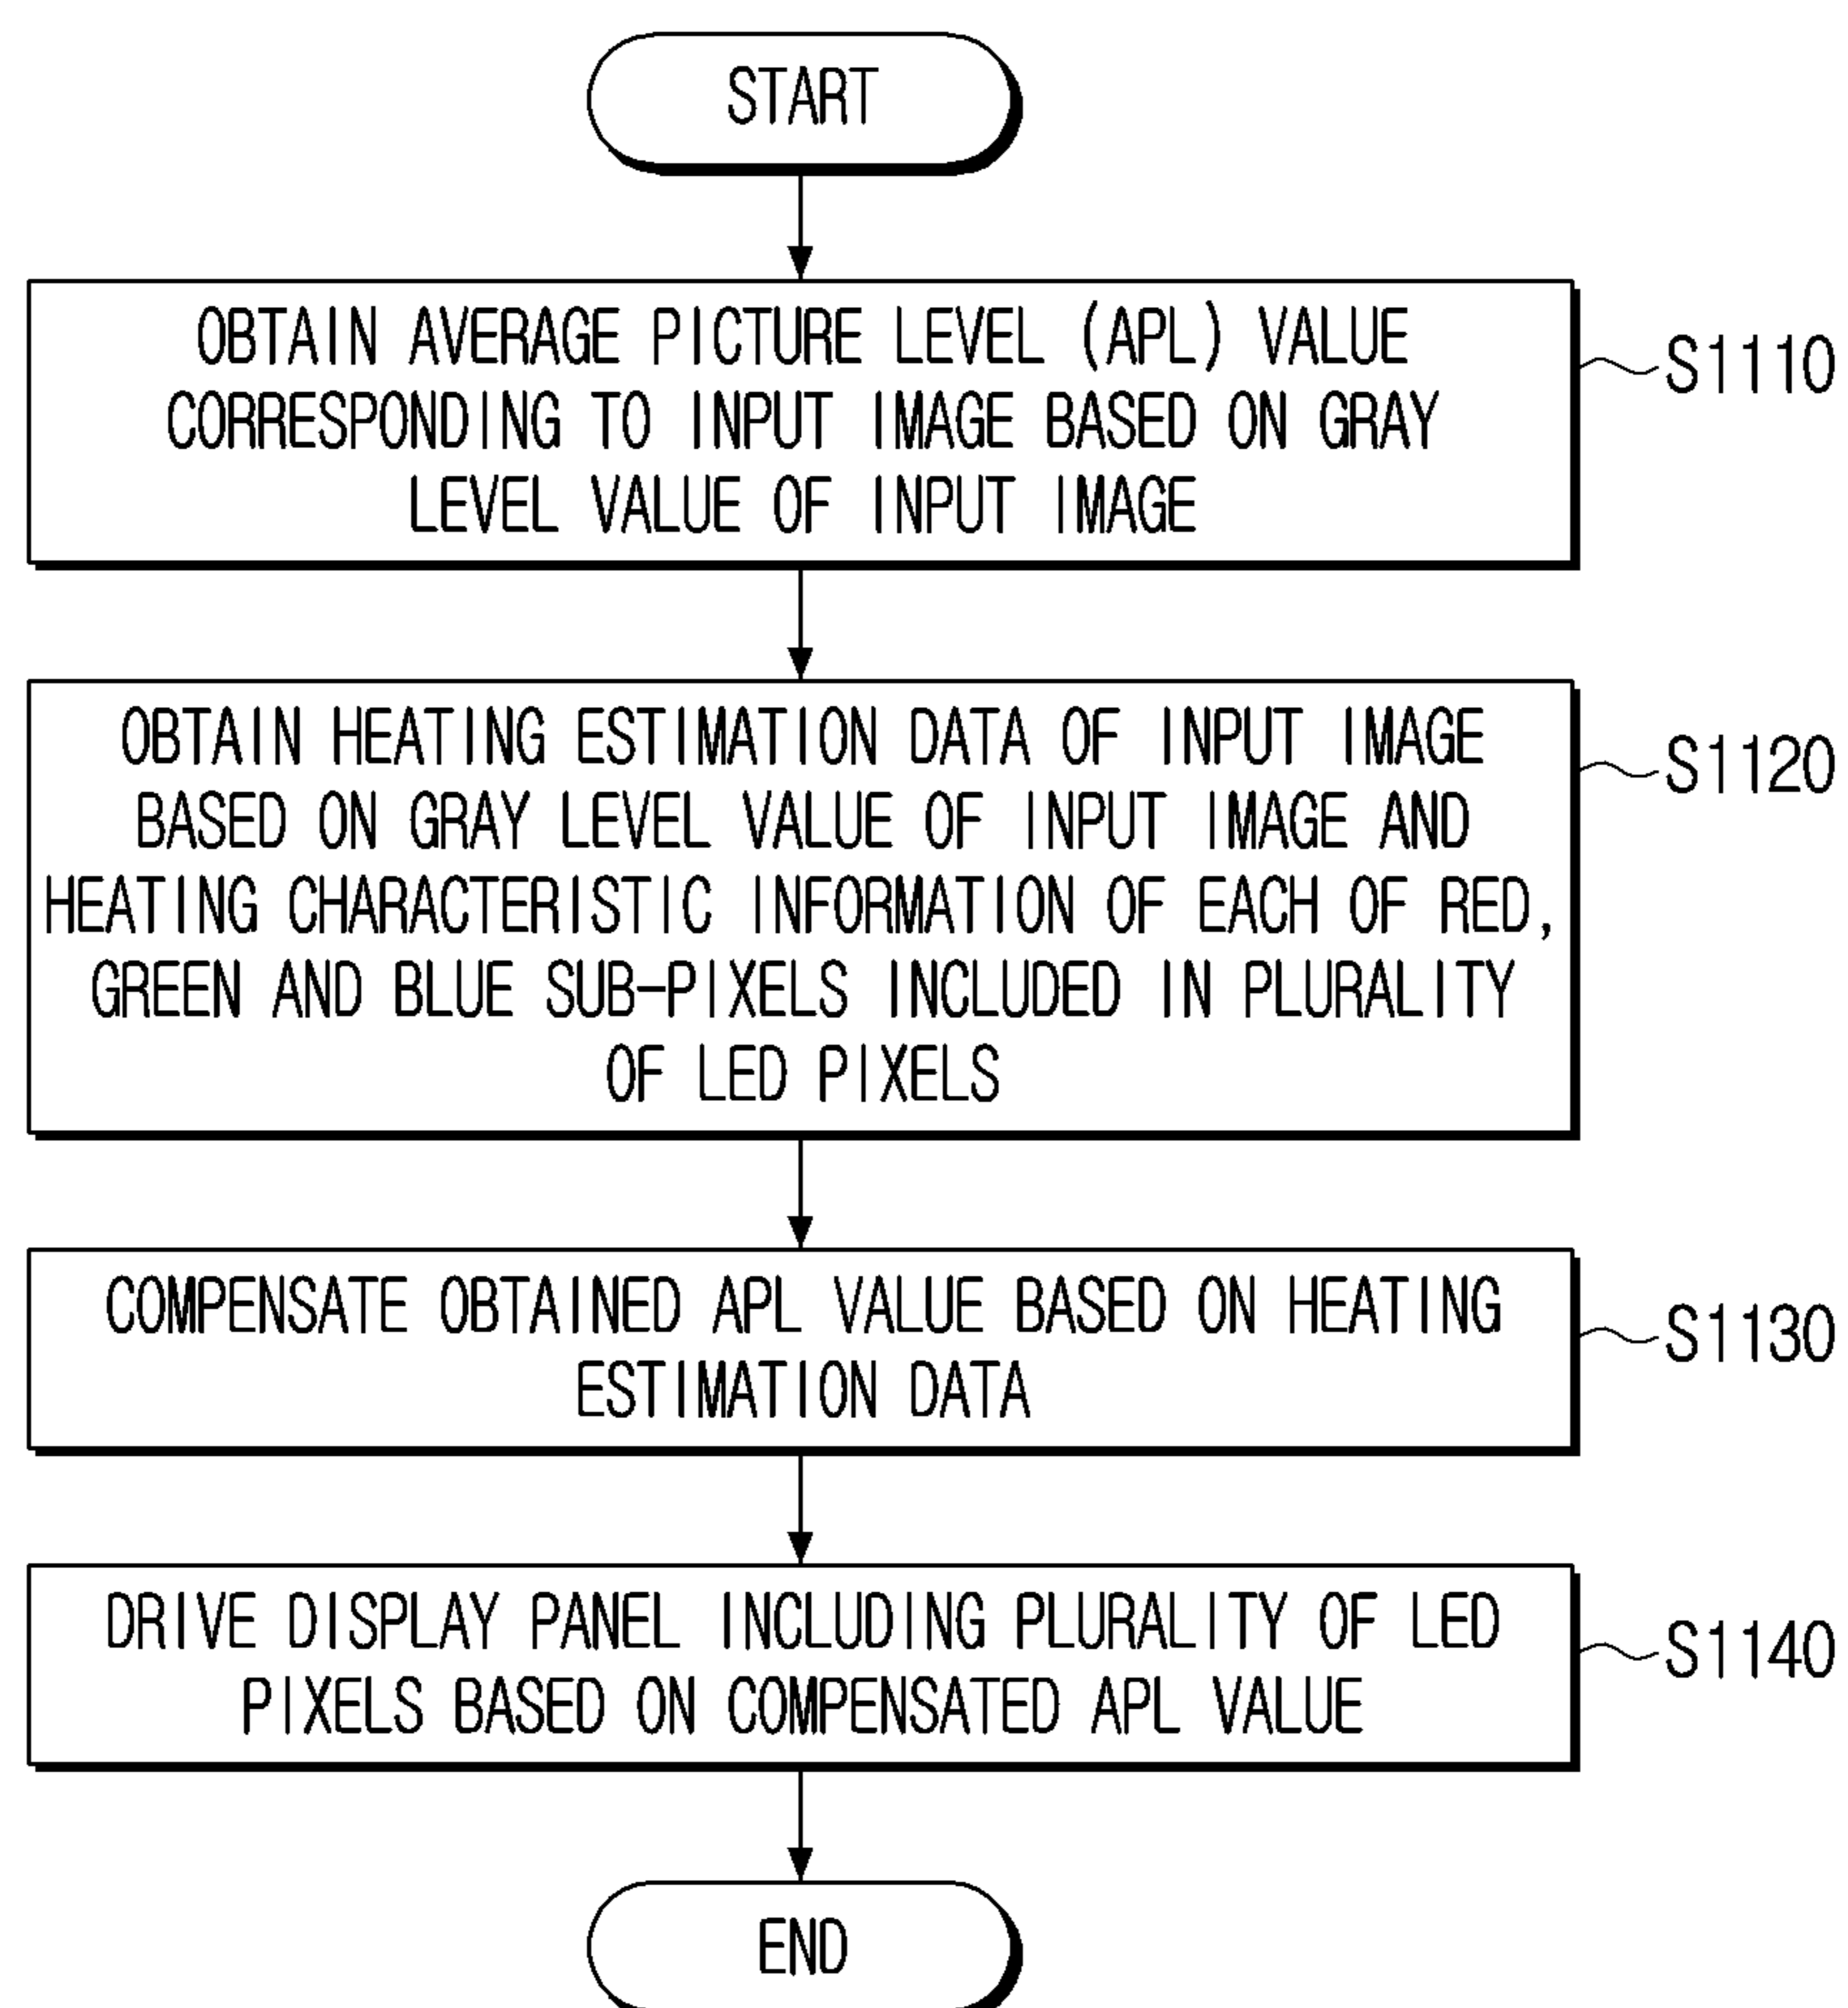 START
OBTAIN AVERAGE PICTURE LEVEL (APL) VALUE
CORRESPONDING TO INPUT IMAGE BASED ON GRAY
LEVEL VALUE OF INPUT IMAGE
S1110
OBTAIN HEATING ESTIMATION DATA OF INPUT IMAGE
BASED ON GRAY LEVEL VALUE OF INPUT IMAGE AND
HEATING CHARACTERISTIC INFORMATION OF EACH OF RED,
GREEN AND BLUE SUB-PIXELS INCLUDED IN PLURALITY
OF LED PIXELS
S1120
COMPENSATE OBTAINED APL VALUE BASED ON HEATING
ESTIMATION DATA
S1130
DRIVE DISPLAY PANEL INCLUDING PLURALITY OF LED
PIXELS BASED ON COMPENSATED APL VALUE
S1140
END